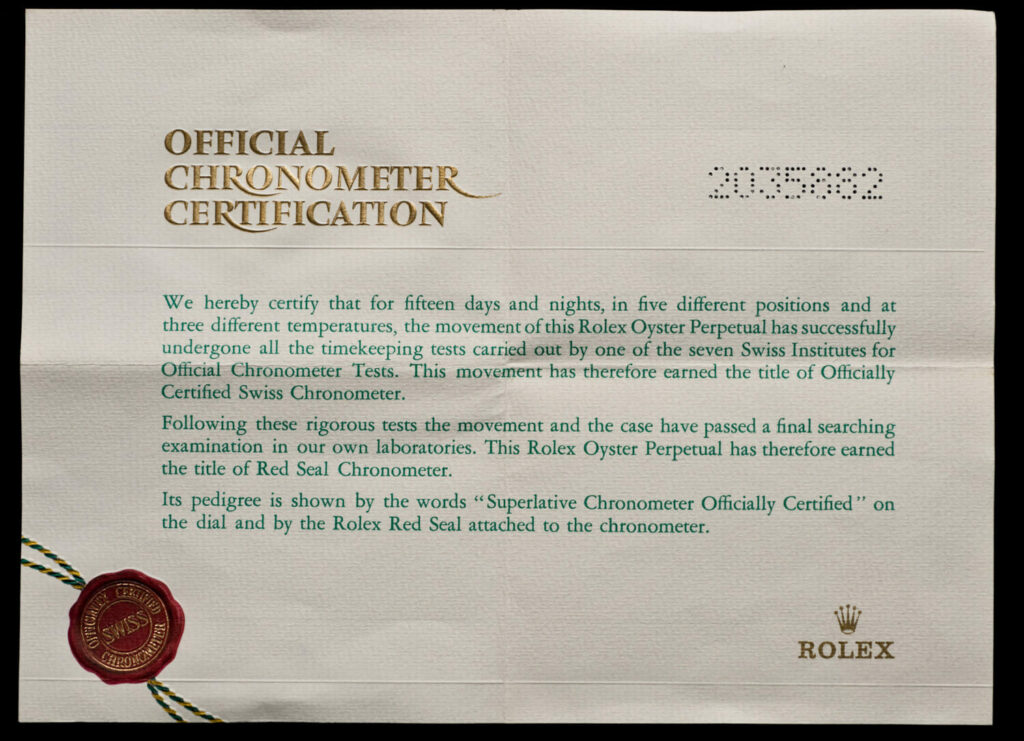 OFFICIAL
CHRONOMETER
CERTIFICATION
2035662
We hereby certify that for fifteen days and nights, in five different positions and at
three different temperatures, the movement of this Rolex Oyster Perpetual has successfully
undergone all the timekeeping tests carried out by one of the seven Swiss Institutes for
Official Chronometer Tests. This movement has therefore earned the title of Officially
Certified Swiss Chronometer.
Following these rigorous tests the movement and the case have passed a final searching
examination in our own laboratories. This Rolex Oyster Perpetual has therefore earned
the title of Red Seal Chronometer.
Its pedigree is shown by the words “Superlative Chronometer Officially Certified” on
the dial and by the Rolex Red Seal attached to the chronometer.
OFFICIALLY CERTIFIED
SWISS
CHRONOMETER
ROLEX